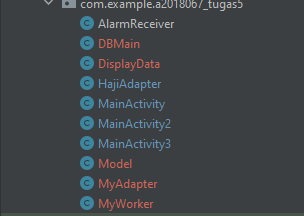 com.example.a2018067_tugas5
AlarmReceiver
DBMain
DisplayData
HajiAdapter
MainActivity
MainActivity2
MainActivity3
Model
MyAdapter
MyWorker